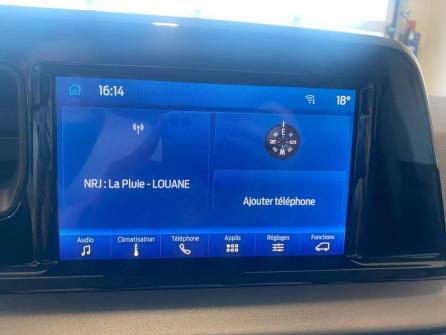 16:14
18°
NRJ : La Pluie - LOUANE
E
N S
W
Ajouter téléphone
Audio Climatisation Téléphone Applis Réglages Fonctions